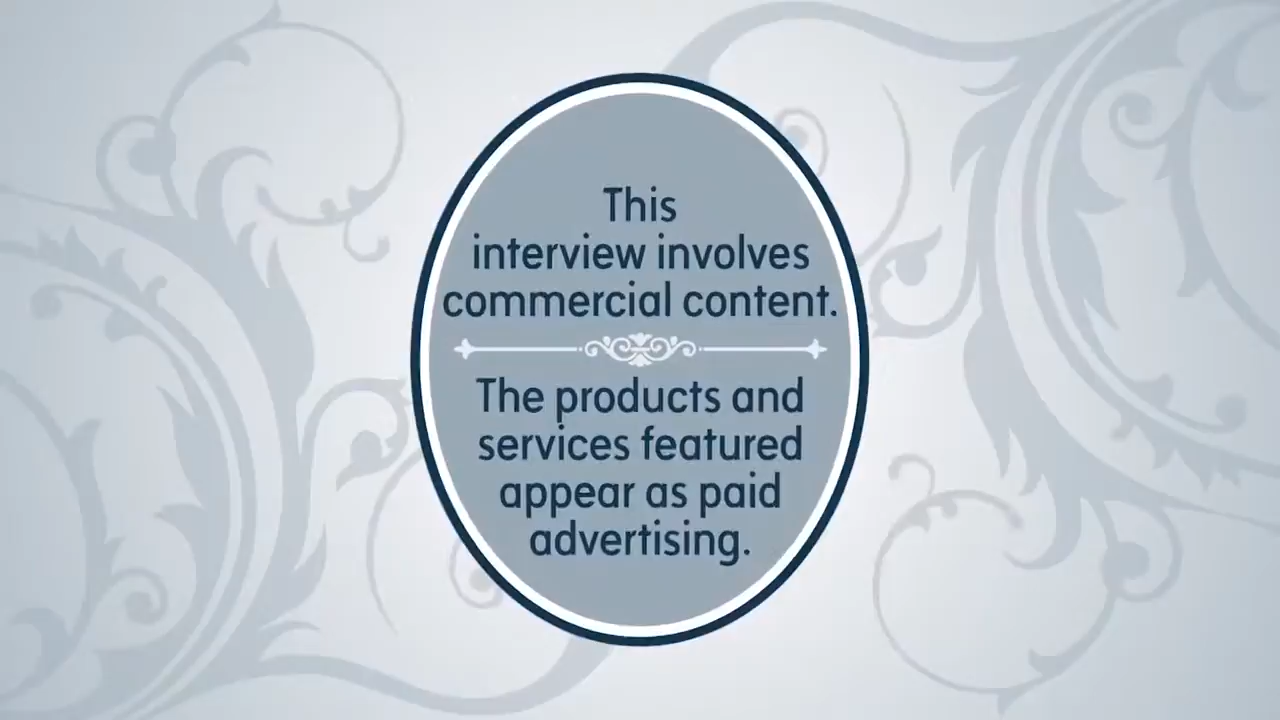 This
interview involves
commercial content.
The products and
services featured
appear as paid
advertising.